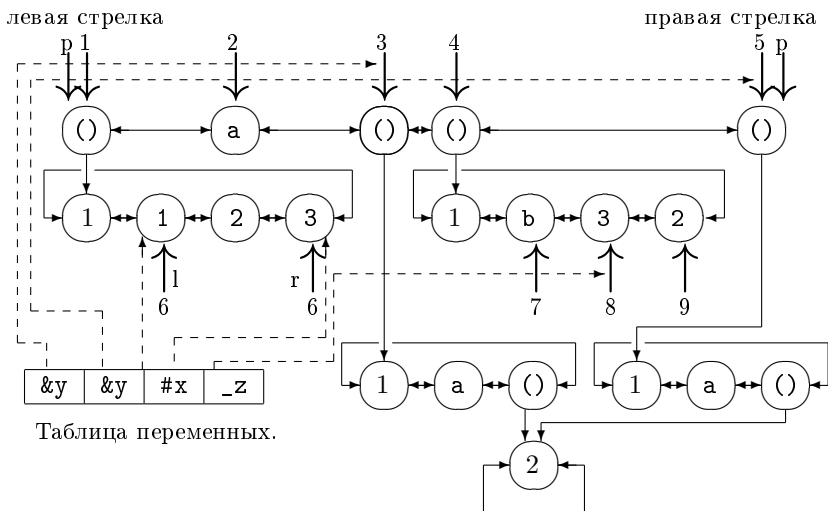 левая стрелка правая стрелка
p 1 2 3 4 5 p
() a () () ()
1 1 2 3 1 b 3 2
l r
6 6 7 8 9
&y &y #x _z 1 a () 1 a ()
Таблица переменных.
2